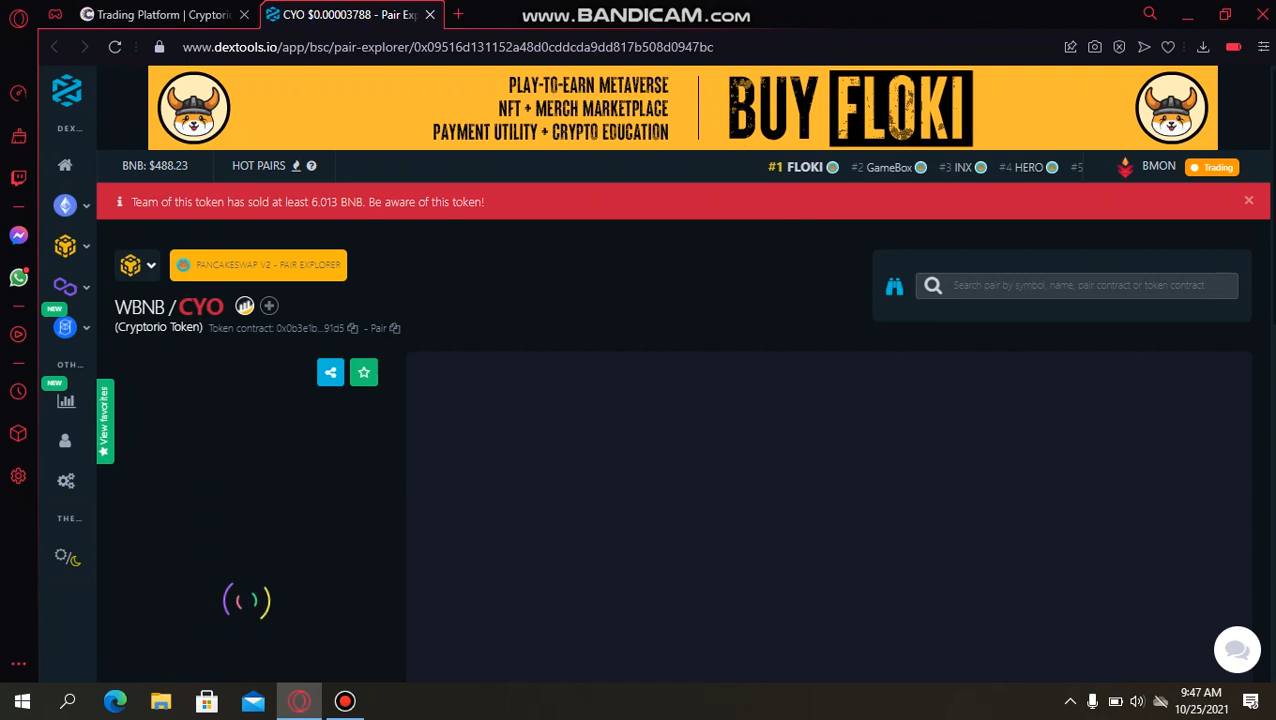 Trading Platform | Cryptoric
CYO $0.00003788 - Pair Exp
www.BANDICAM.com
www.dextools.io/app/bsc/pair-explorer/0x09516d131152a48d0cddcda9dd817b508d0947bc
PLAY-TO-EARN METAVERSE
NFT + MERCH MARKETPLACE
PAYMENT UTILITY + CRYPTO EDUCATION
BUY FLOKI
DEX...
BNB: $488.23
HOT PAIRS
#1 FLOKI
#2 GameBox
#3 INX
#4 HERO
#5
BMON
Trading
Team of this token has sold at least 6.013 BNB. Be aware of this token!
PANCAKESWAP V2 - PAIR EXPLORER
Search pair by symbol, name, pair contract or token contract
NEW
WBNB / CYO
(Cryptorio Token) Token contract: 0x0b3e1b...91d5 - Pair
OTH...
NEW
View favorites
THE...
9:47 AM
10/25/2021